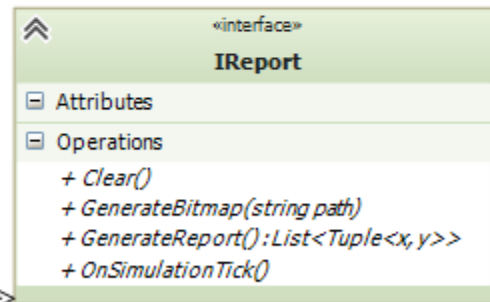 «interface»
IReport
Attributes
Operations
+ Clear()
+ GenerateBitmap(string path)
+ GenerateReport() : List<Tuple<x, y>>
+ OnSimulationTick()